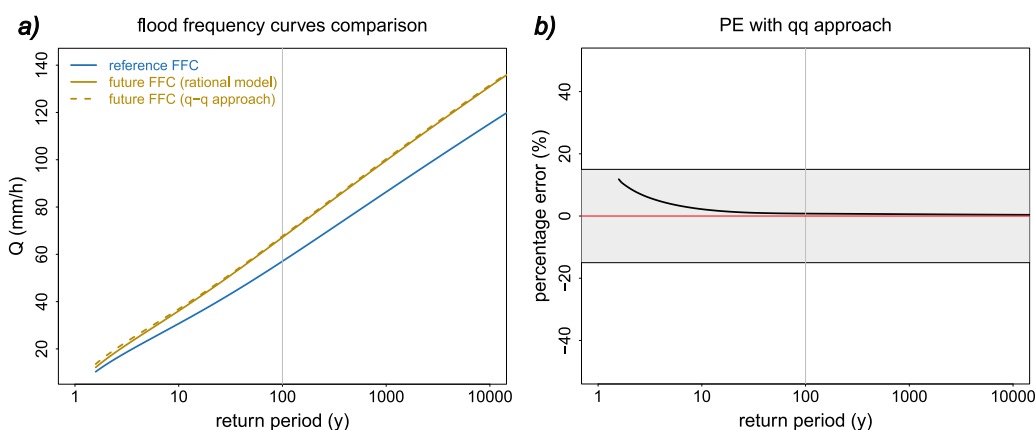 a)
flood frequency curves comparison
reference FFC
future FFC (rational model)
future FFC (q−q approach)
Q (mm/h)
140
120
100
80
60
40
20
1 10 100 1000 10000
return period (y)
b)
PE with qq approach
percentage error (%)
40
20
0
−20
−40
1 10 100 1000 10000
return period (y)